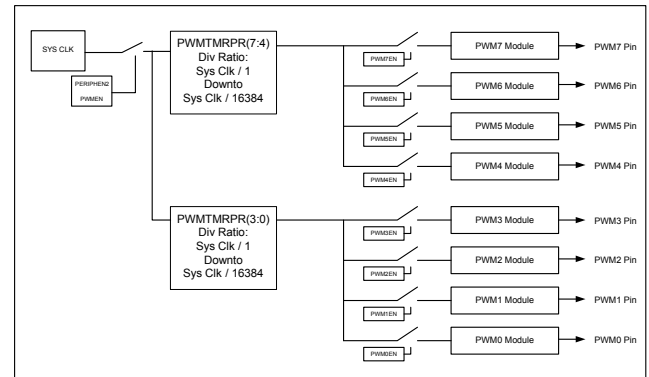 SYS CLK
PERIPHEN2
PWMEN
PWMTMRPR(7:4)
Div Ratio:
Sys Clk / 1
Downto
Sys Clk / 16384
PWM7EN
PWM7 Module
PWM7 Pin
PWM6EN
PWM6 Module
PWM6 Pin
PWM5EN
PWM5 Module
PWM5 Pin
PWM4EN
PWM4 Module
PWM4 Pin
PWMTMRPR(3:0)
Div Ratio:
Sys Clk / 1
Downto
Sys Clk / 16384
PWM3EN
PWM3 Module
PWM3 Pin
PWM2EN
PWM2 Module
PWM2 Pin
PWM1EN
PWM1 Module
PWM1 Pin
PWM0EN
PWM0 Module
PWM0 Pin